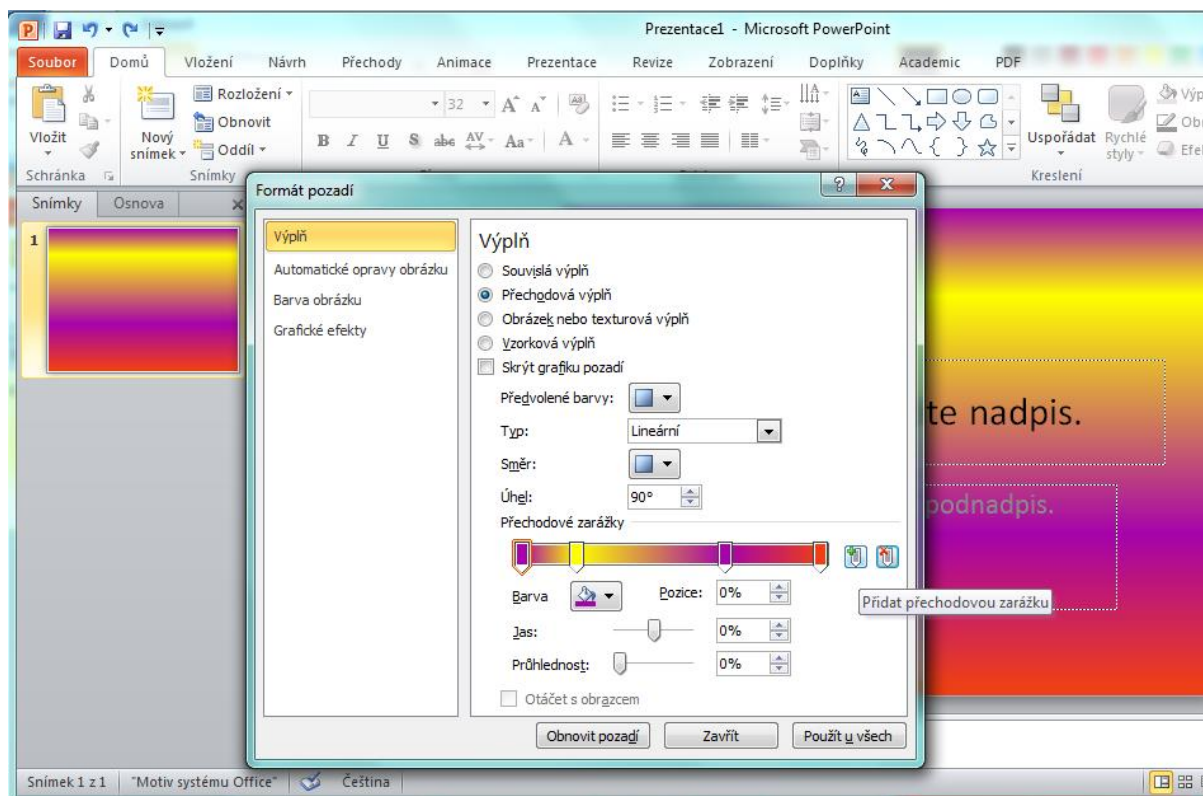 Prezentace1 - Microsoft PowerPoint
Soubor Domů Vložení Návrh Přechody Animace Prezentace Revize Zobrazení Doplňky Academic PDF
Vložit
Schránka
Nový snímek
Rozložení
Obnovit
Oddíl
Snímky
32
B I U S abc AV Aa A
Uspořádat
Rychlé styly
Kreslení
Snímky Osnova
1
Formát pozadí
Výplň
Automatické opravy obrázku
Barva obrázku
Grafické efekty
Výplň
Souvislá výplň
Přechodová výplň
Obrázek nebo texturová výplň
Vzorková výplň
Skrýt grafiku pozadí
Předvolené barvy:
Typ: Lineární
Směr:
Úhel: 90°
Přechodové zarážky
Barva Pozice: 0%
Přidat přechodovou zarážku
Jas: 0%
Průhlednost: 0%
Otáčet s obrazcem
Obnovit pozadí Zavřít Použít u všech
te nadpis.
podnadpis.
Snímek 1 z 1 "Motiv systému Office" Čeština